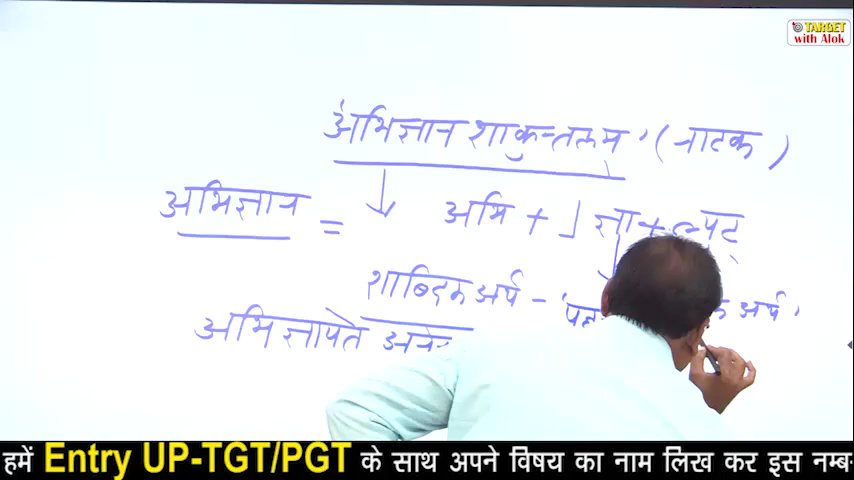 TARGET
with Alok
'अभिज्ञान शाकुन्तलम्' (नाटक)
अभिज्ञान = अभि + √ज्ञा + ल्युट्
शाब्दिक अर्थ - ' अर्थ'
अभिज्ञायते अनेन
हमें Entry UP-TGT/PGT के साथ अपने विषय का नाम लिख कर इस नम्ब